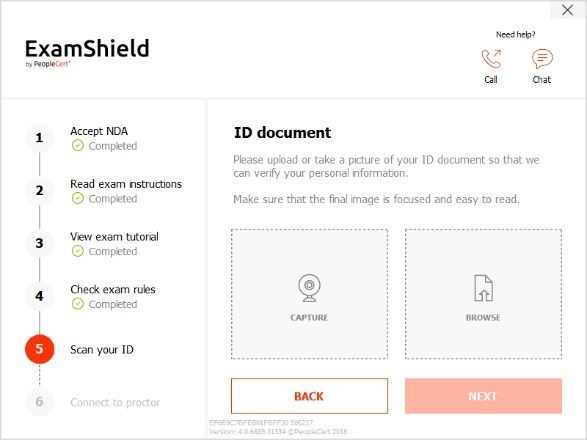 Need help?
ExamShield
by PeopleCert
Call
Chat
1
Accept NDA
Completed
2
Read exam instructions
Completed
3
View exam tutorial
Completed
4
Check exam rules
Completed
5
Scan your ID
6
Connect to proctor
ID document
Please upload or take a picture of your ID document so that we
can verify your personal information.
Make sure that the final image is focused and easy to read.
CAPTURE
BROWSE
BACK
NEXT
506227
Version: 4.0.6889.31334 ©PeopleCert 2018